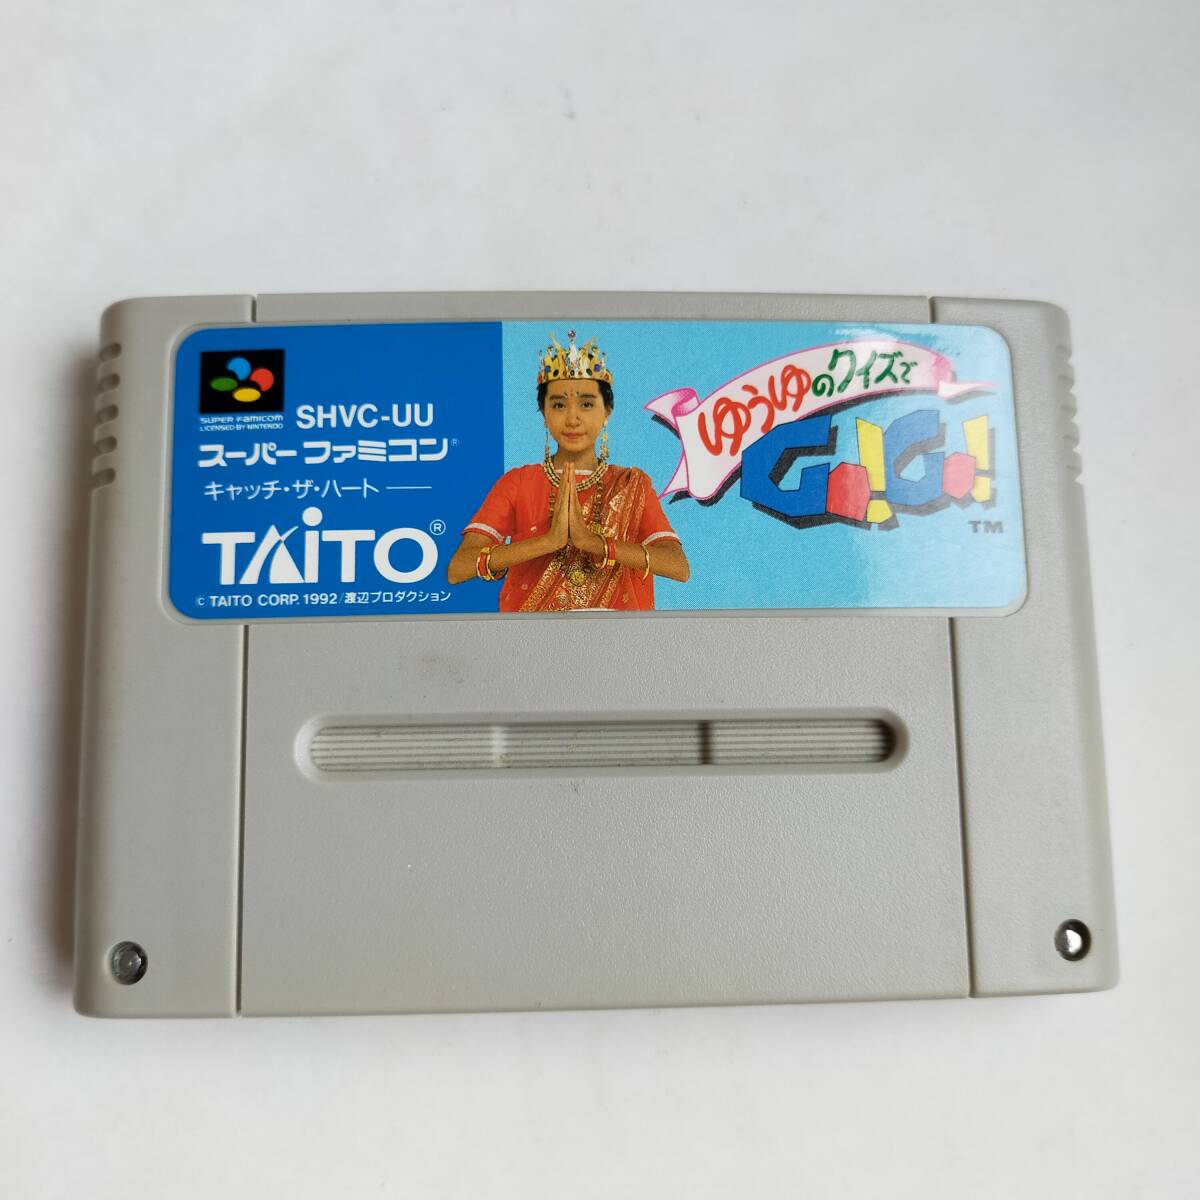 SUPER FAMICOM
LICENSED BY NINTENDO
SHVC-UU
スーパーファミコン®
キャッチ・ザ・ハート
TAITO®
© TAITO CORP. 1992/渡辺プロダクション
ゆうゆのクイズで
GO!GO!
TM